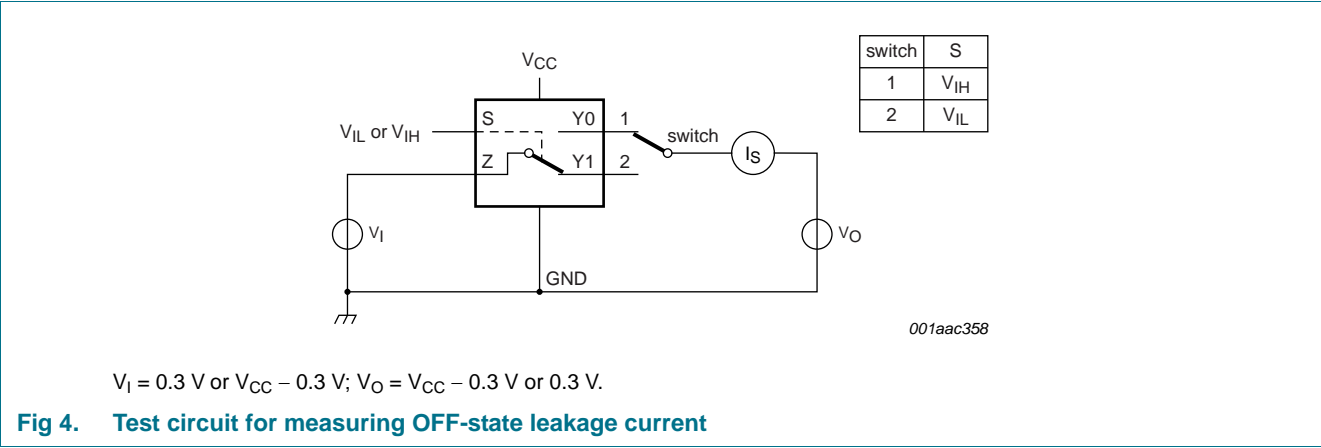 switch S
1 VIH
2 VIL
VCC
VIL or VIH
S Y0 1
switch
IS
Z Y1 2
VI
VO
GND
001aac358
VI = 0.3 V or VCC − 0.3 V; VO = VCC − 0.3 V or 0.3 V.
Fig 4. Test circuit for measuring OFF-state leakage current